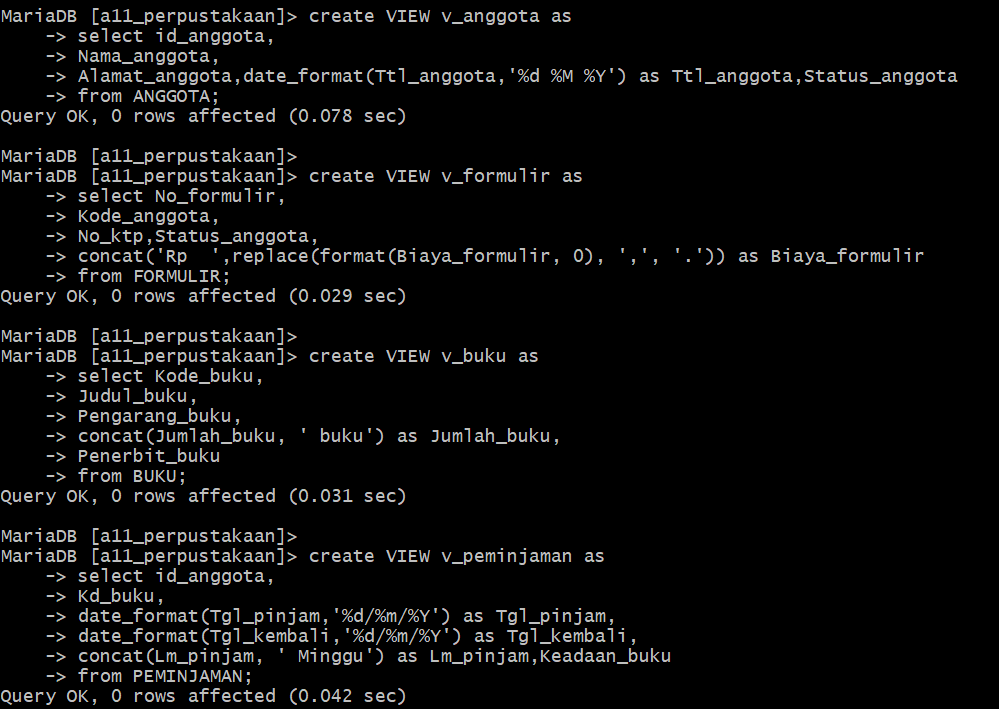 MariaDB [a11_perpustakaan]> create VIEW v_anggota as
    -> select id_anggota,
    -> Nama_anggota,
    -> Alamat_anggota,date_format(Ttl_anggota,'%d %M %Y') as Ttl_anggota,Status_anggota
    -> from ANGGOTA;
Query OK, 0 rows affected (0.078 sec)

MariaDB [a11_perpustakaan]>
MariaDB [a11_perpustakaan]> create VIEW v_formulir as
    -> select No_formulir,
    -> Kode_anggota,
    -> No_ktp,Status_anggota,
    -> concat('Rp  ',replace(format(Biaya_formulir, 0), ',', '.')) as Biaya_formulir
    -> from FORMULIR;
Query OK, 0 rows affected (0.029 sec)

MariaDB [a11_perpustakaan]>
MariaDB [a11_perpustakaan]> create VIEW v_buku as
    -> select Kode_buku,
    -> Judul_buku,
    -> Pengarang_buku,
    -> concat(Jumlah_buku, ' buku') as Jumlah_buku,
    -> Penerbit_buku
    -> from BUKU;
Query OK, 0 rows affected (0.031 sec)

MariaDB [a11_perpustakaan]>
MariaDB [a11_perpustakaan]> create VIEW v_peminjaman as
    -> select id_anggota,
    -> Kd_buku,
    -> date_format(Tgl_pinjam,'%d/%m/%Y') as Tgl_pinjam,
    -> date_format(Tgl_kembali,'%d/%m/%Y') as Tgl_kembali,
    -> concat(Lm_pinjam, ' Minggu') as Lm_pinjam,Keadaan_buku
    -> from PEMINJAMAN;
Query OK, 0 rows affected (0.042 sec)